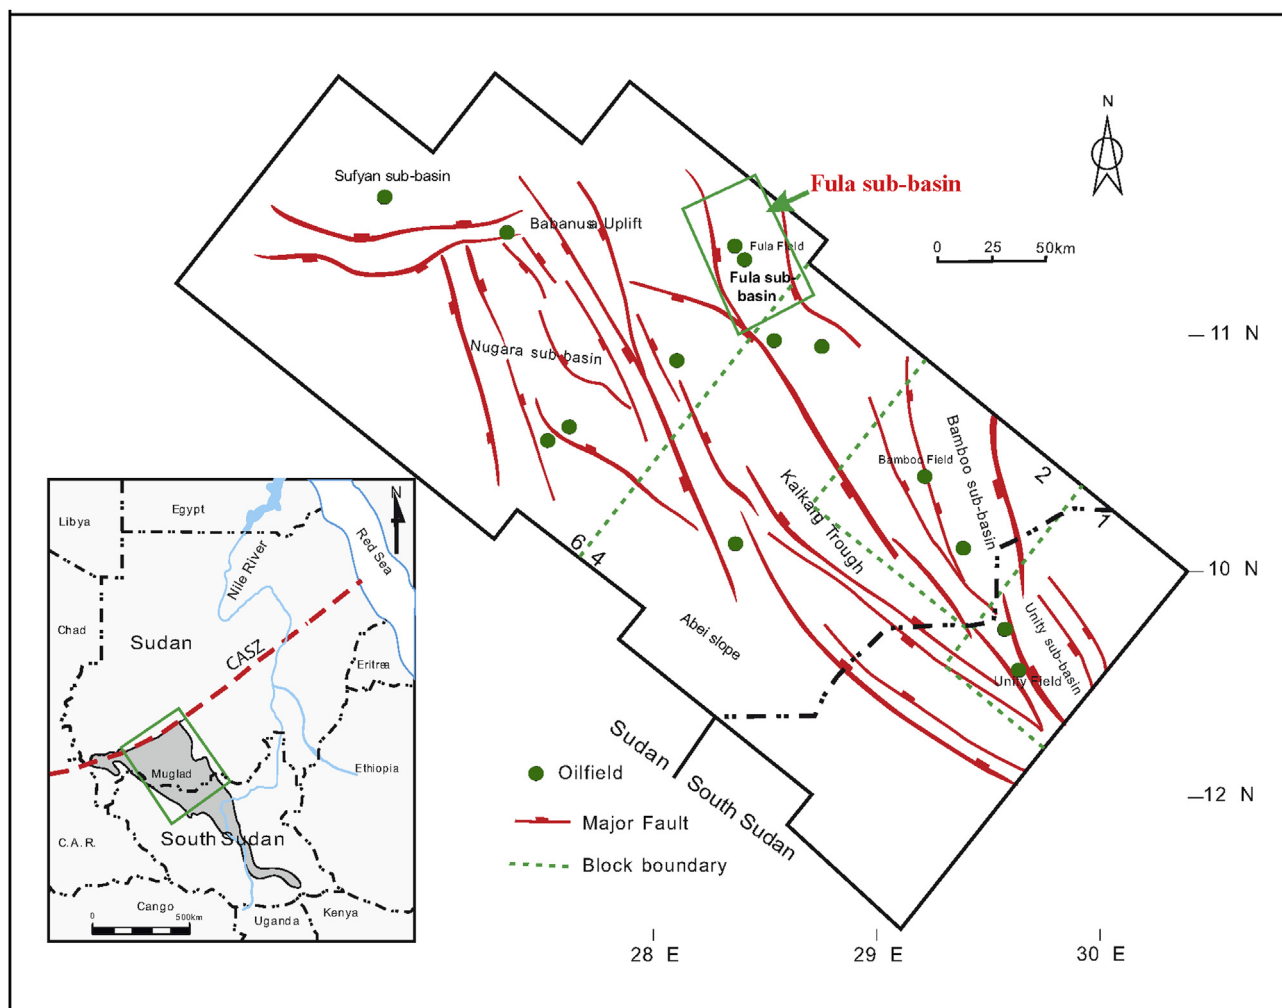 N
Sufyan sub-basin
Fula sub-basin
Babanusa Uplift
Fula Field
Fula sub-
basin
0 25 50km
11 N
Nugara sub-basin
Bamboo Field
Bamboo sub-basin
2
1
Kaikang Trough
6 4
10 N
Abei slope
Unity sub-basin
Unity Field
Sudan
South Sudan
12 N
Oilfield
Major Fault
Block boundary
28 E
29 E
30 E
N
Libya
Egypt
Red Sea
Nile River
Chad
Sudan
CASZ
Eritrea
Muglad
Ethiopia
C.A.R.
South Sudan
Cango
0 500km
Uganda
Kenya